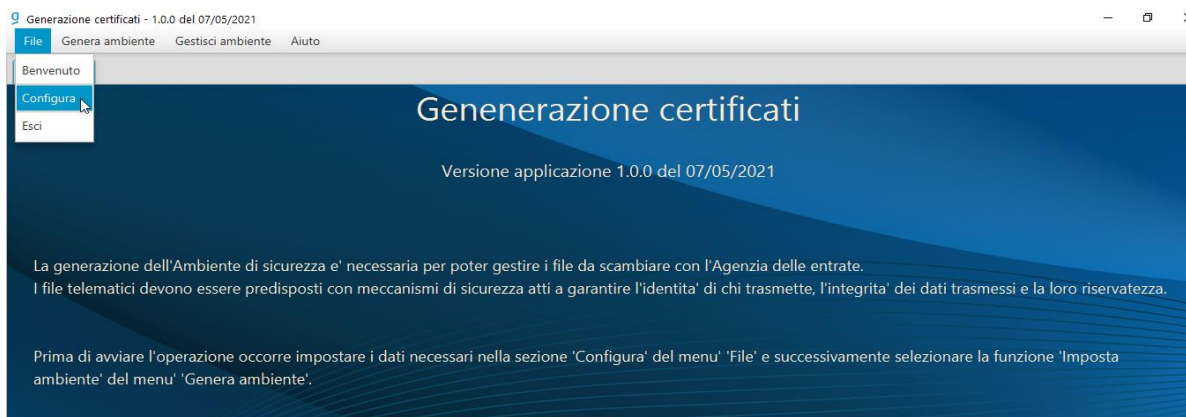 Generazione certificati - 1.0.0 del 07/05/2021
File Genera ambiente Gestisci ambiente Aiuto
Benvenuto
Configura
Esci
Genenerazione certificati
Versione applicazione 1.0.0 del 07/05/2021
La generazione dell'Ambiente di sicurezza e' necessaria per poter gestire i file da scambiare con l'Agenzia delle entrate.
I file telematici devono essere predisposti con meccanismi di sicurezza atti a garantire l'identita' di chi trasmette, l'integrita' dei dati trasmessi e la loro riservatezza.
Prima di avviare l'operazione occorre impostare i dati necessari nella sezione 'Configura' del menu' 'File' e successivamente selezionare la funzione 'Imposta
ambiente' del menu' 'Genera ambiente'.